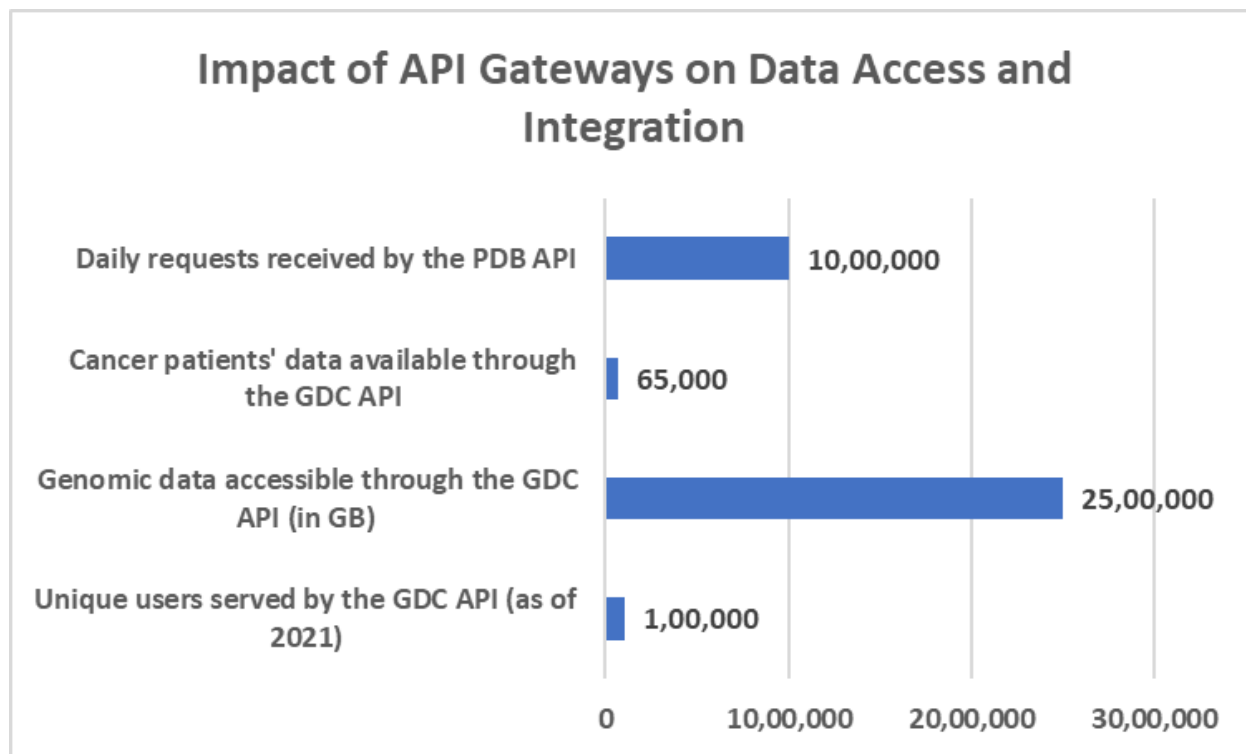 Impact of API Gateways on Data Access and
Integration
Daily requests received by the PDB API
10,00,000
Cancer patients' data available through
the GDC API
65,000
Genomic data accessible through the GDC
API (in GB)
25,00,000
Unique users served by the GDC API (as of
2021)
1,00,000
0 10,00,000 20,00,000 30,00,000